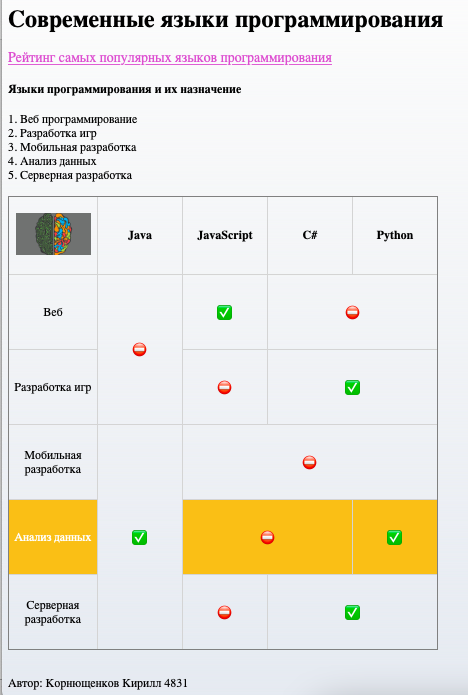 Современные языки программирования
Рейтинг самых популярных языков программирования
Языки программирования и их назначение
1. Веб программирование
2. Разработка игр
3. Мобильная разработка
4. Анализ данных
5. Серверная разработка
Java JavaScript C# Python
Веб
Разработка игр
Мобильная
разработка
Анализ данных
Серверная
разработка
Автор: Корнющенков Кирилл 4831